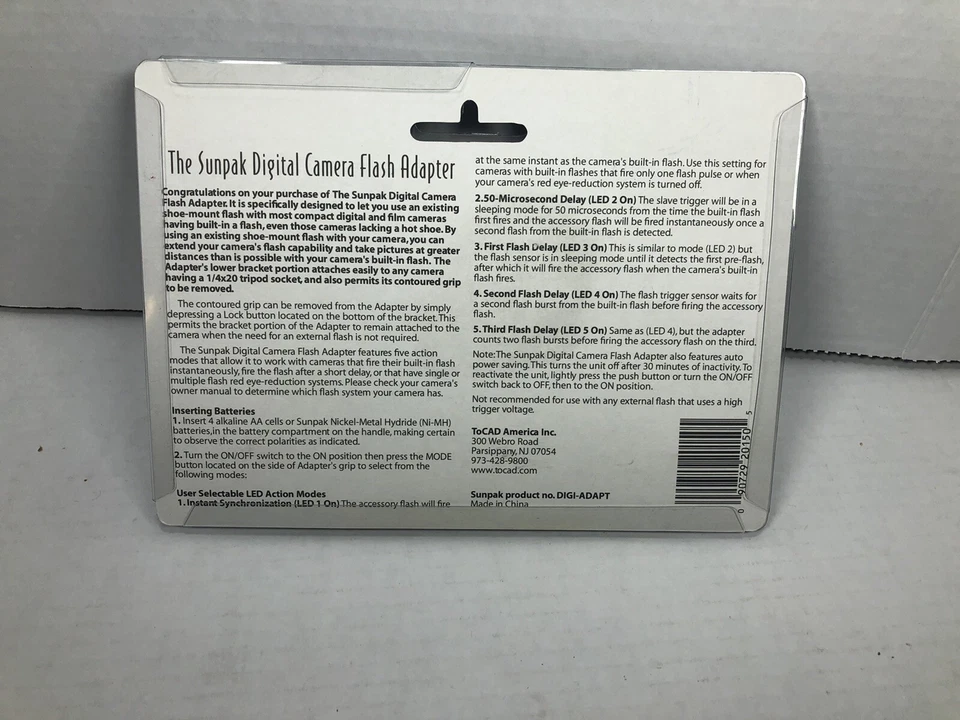 The Sunpak Digital Camera Flash Adapter
Congratulations on your purchase of The Sunpak Digital Camera
Flash Adapter. It is specifically designed to let you use an existing
shoe-mount flash with most compact digital and film cameras
having built-in a flash, even those cameras lacking a hot shoe. By
using an existing shoe-mount flash with your camera, you can
extend your camera's flash capability and take pictures at greater
distances than is possible with your camera's built-in flash. The
Adapter's lower bracket portion attaches easily to any camera
having a 1/4x20 tripod socket, and also permits its contoured grip
to be removed.
The contoured grip can be removed from the Adapter by simply
depressing a Lock button located on the bottom of the bracket. This
permits the bracket portion of the Adapter to remain attached to the
camera when the need for an external flash is not required.
The Sunpak Digital Camera Flash Adapter features five action
modes that allow it to work with cameras that fire their built-in flash
instantaneously, fire the flash after a short delay, or that have single or
multiple flash red eye-reduction systems. Please check your camera's
owner manual to determine which flash system your camera has.
Inserting Batteries
1. Insert 4 alkaline AA cells or Sunpak Nickel-Metal Hydride (Ni-MH)
batteries,in the battery compartment on the handle, making certain
to observe the correct polarities as indicated.
2. Turn the ON/OFF switch to the ON position then press the MODE
button located on the side of Adapter's grip to select from the
following modes:
User Selectable LED Action Modes
1. Instant Synchronization (LED 1 On) The accessory flash will fire
at the same instant as the camera's built-in flash. Use this setting for
cameras with built-in flashes that fire only one flash pulse or when
your camera's red eye-reduction system is turned off.
2.50-Microsecond Delay (LED 2 On) The slave trigger will be in a
sleeping mode for 50 microseconds from the time the built-in flash
first fires and the accessory flash will be fired instantaneously once a
second flash from the built-in flash is detected.
3. First Flash Delay (LED 3 On) This is similar to mode (LED 2) but
the flash sensor is in sleeping mode until it detects the first pre-flash,
after which it will fire the accessory flash when the camera's built-in
flash fires.
4. Second Flash Delay (LED 4 On) The flash trigger sensor waits for
a second flash burst from the built-in flash before firing the accessory
flash.
5. Third Flash Delay (LED 5 On) Same as (LED 4), but the adapter
counts two flash bursts before firing the accessory flash on the third.
Note: The Sunpak Digital Camera Flash Adapter also features auto
power saving. This turns the unit off after 30 minutes of inactivity. To
reactivate the unit, lightly press the push button or turn the ON/OFF
switch back to OFF, then to the ON position.
Not recommended for use with any external flash that uses a high
trigger voltage.
ToCAD America Inc.
300 Webro Road
Parsippany, NJ 07054
973-428-9800
www.tocad.com
Sunpak product no. DIGI-ADAPT
Made in China
0 90729 20150 5